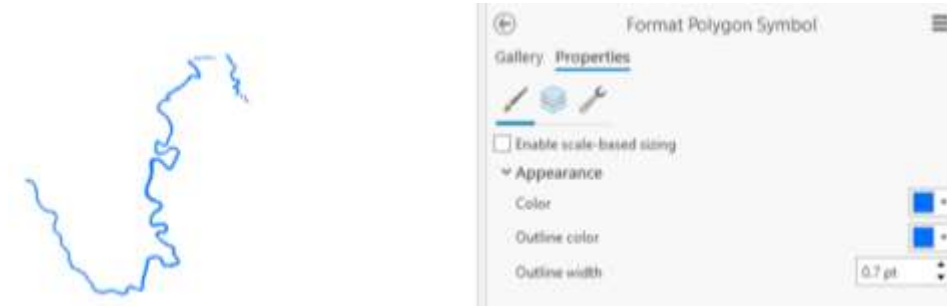 Format Polygon Symbol
Gallery Properties
Enable scale-based sizing
Appearance
Color
Outline color
Outline width 0.7 pt